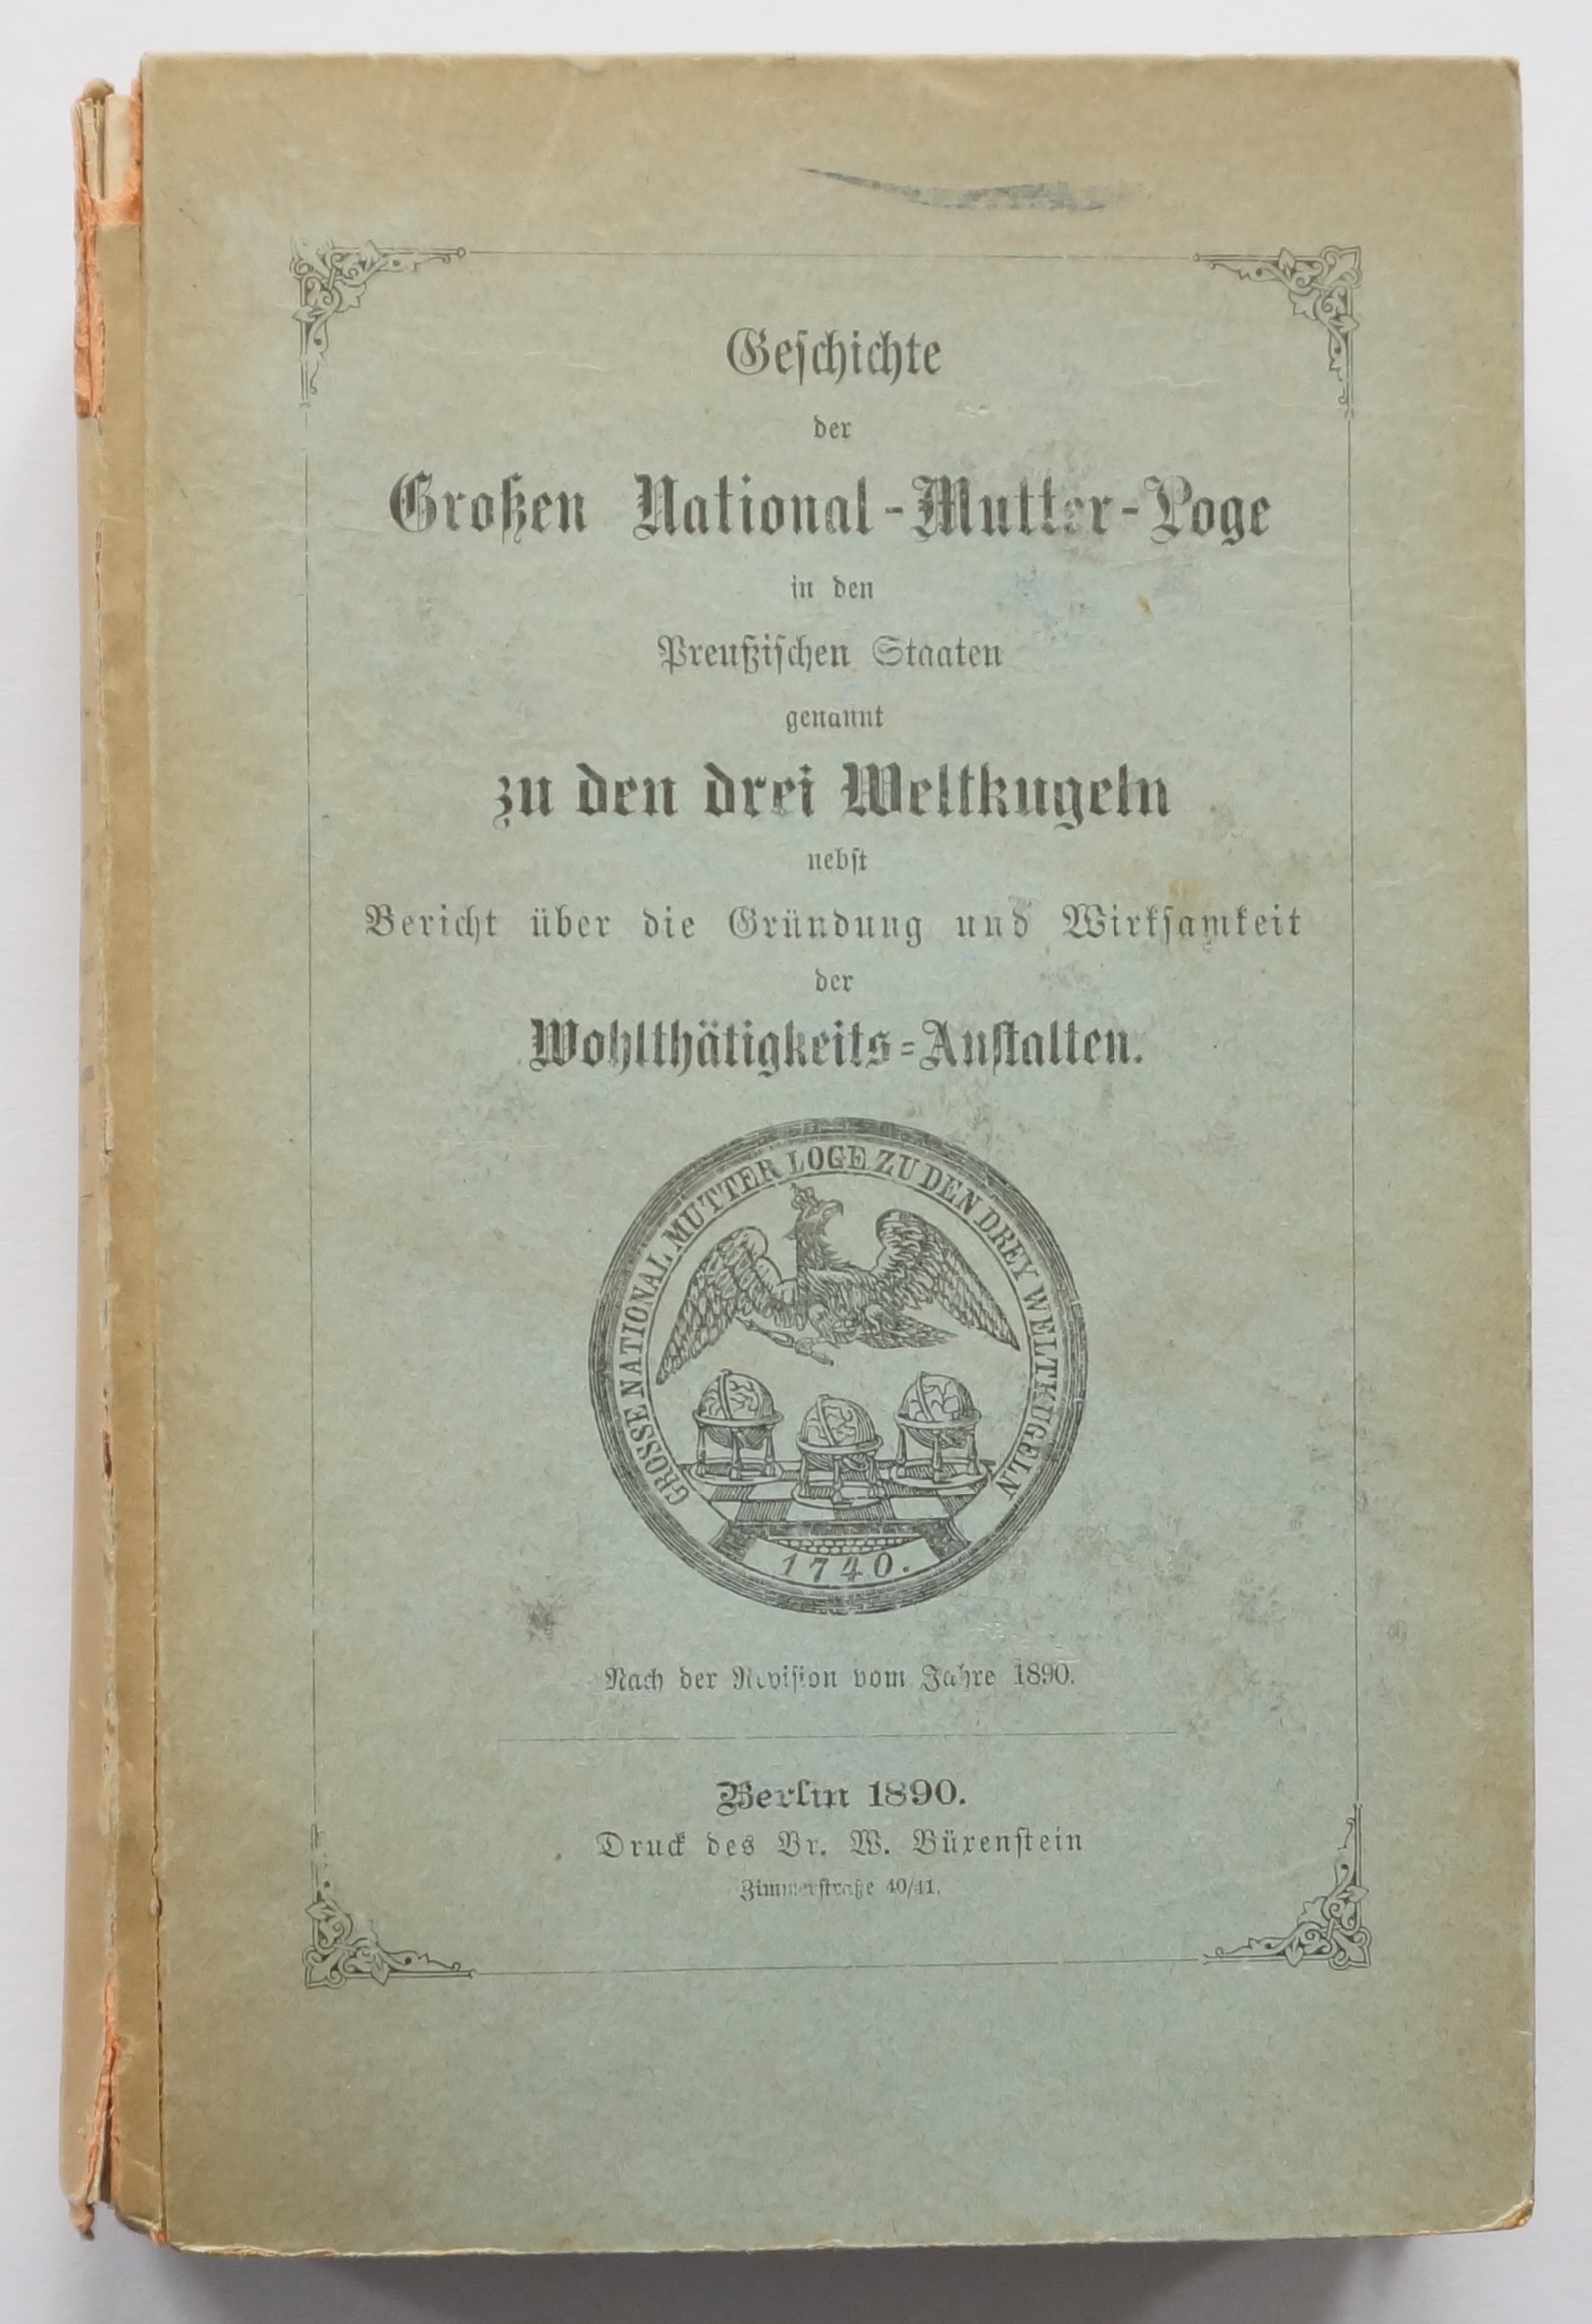 Geschichte
der
Großen National-Mutter-Loge
in den
Preußischen Staaten
genannt
zu den drei Weltkugeln
nebst
Bericht über die Gründung und Wirksamkeit
der
Wohlthätigkeits-Anstalten.
GROSSE NATIONAL MUTTER LOGE ZU DEN DREY WELTKUGELN
1740.
Nach der Revision vom Jahre 1890.
Berlin 1890.
Druck des Br. W. Büxenstein
Zimmerstraße 40/41.